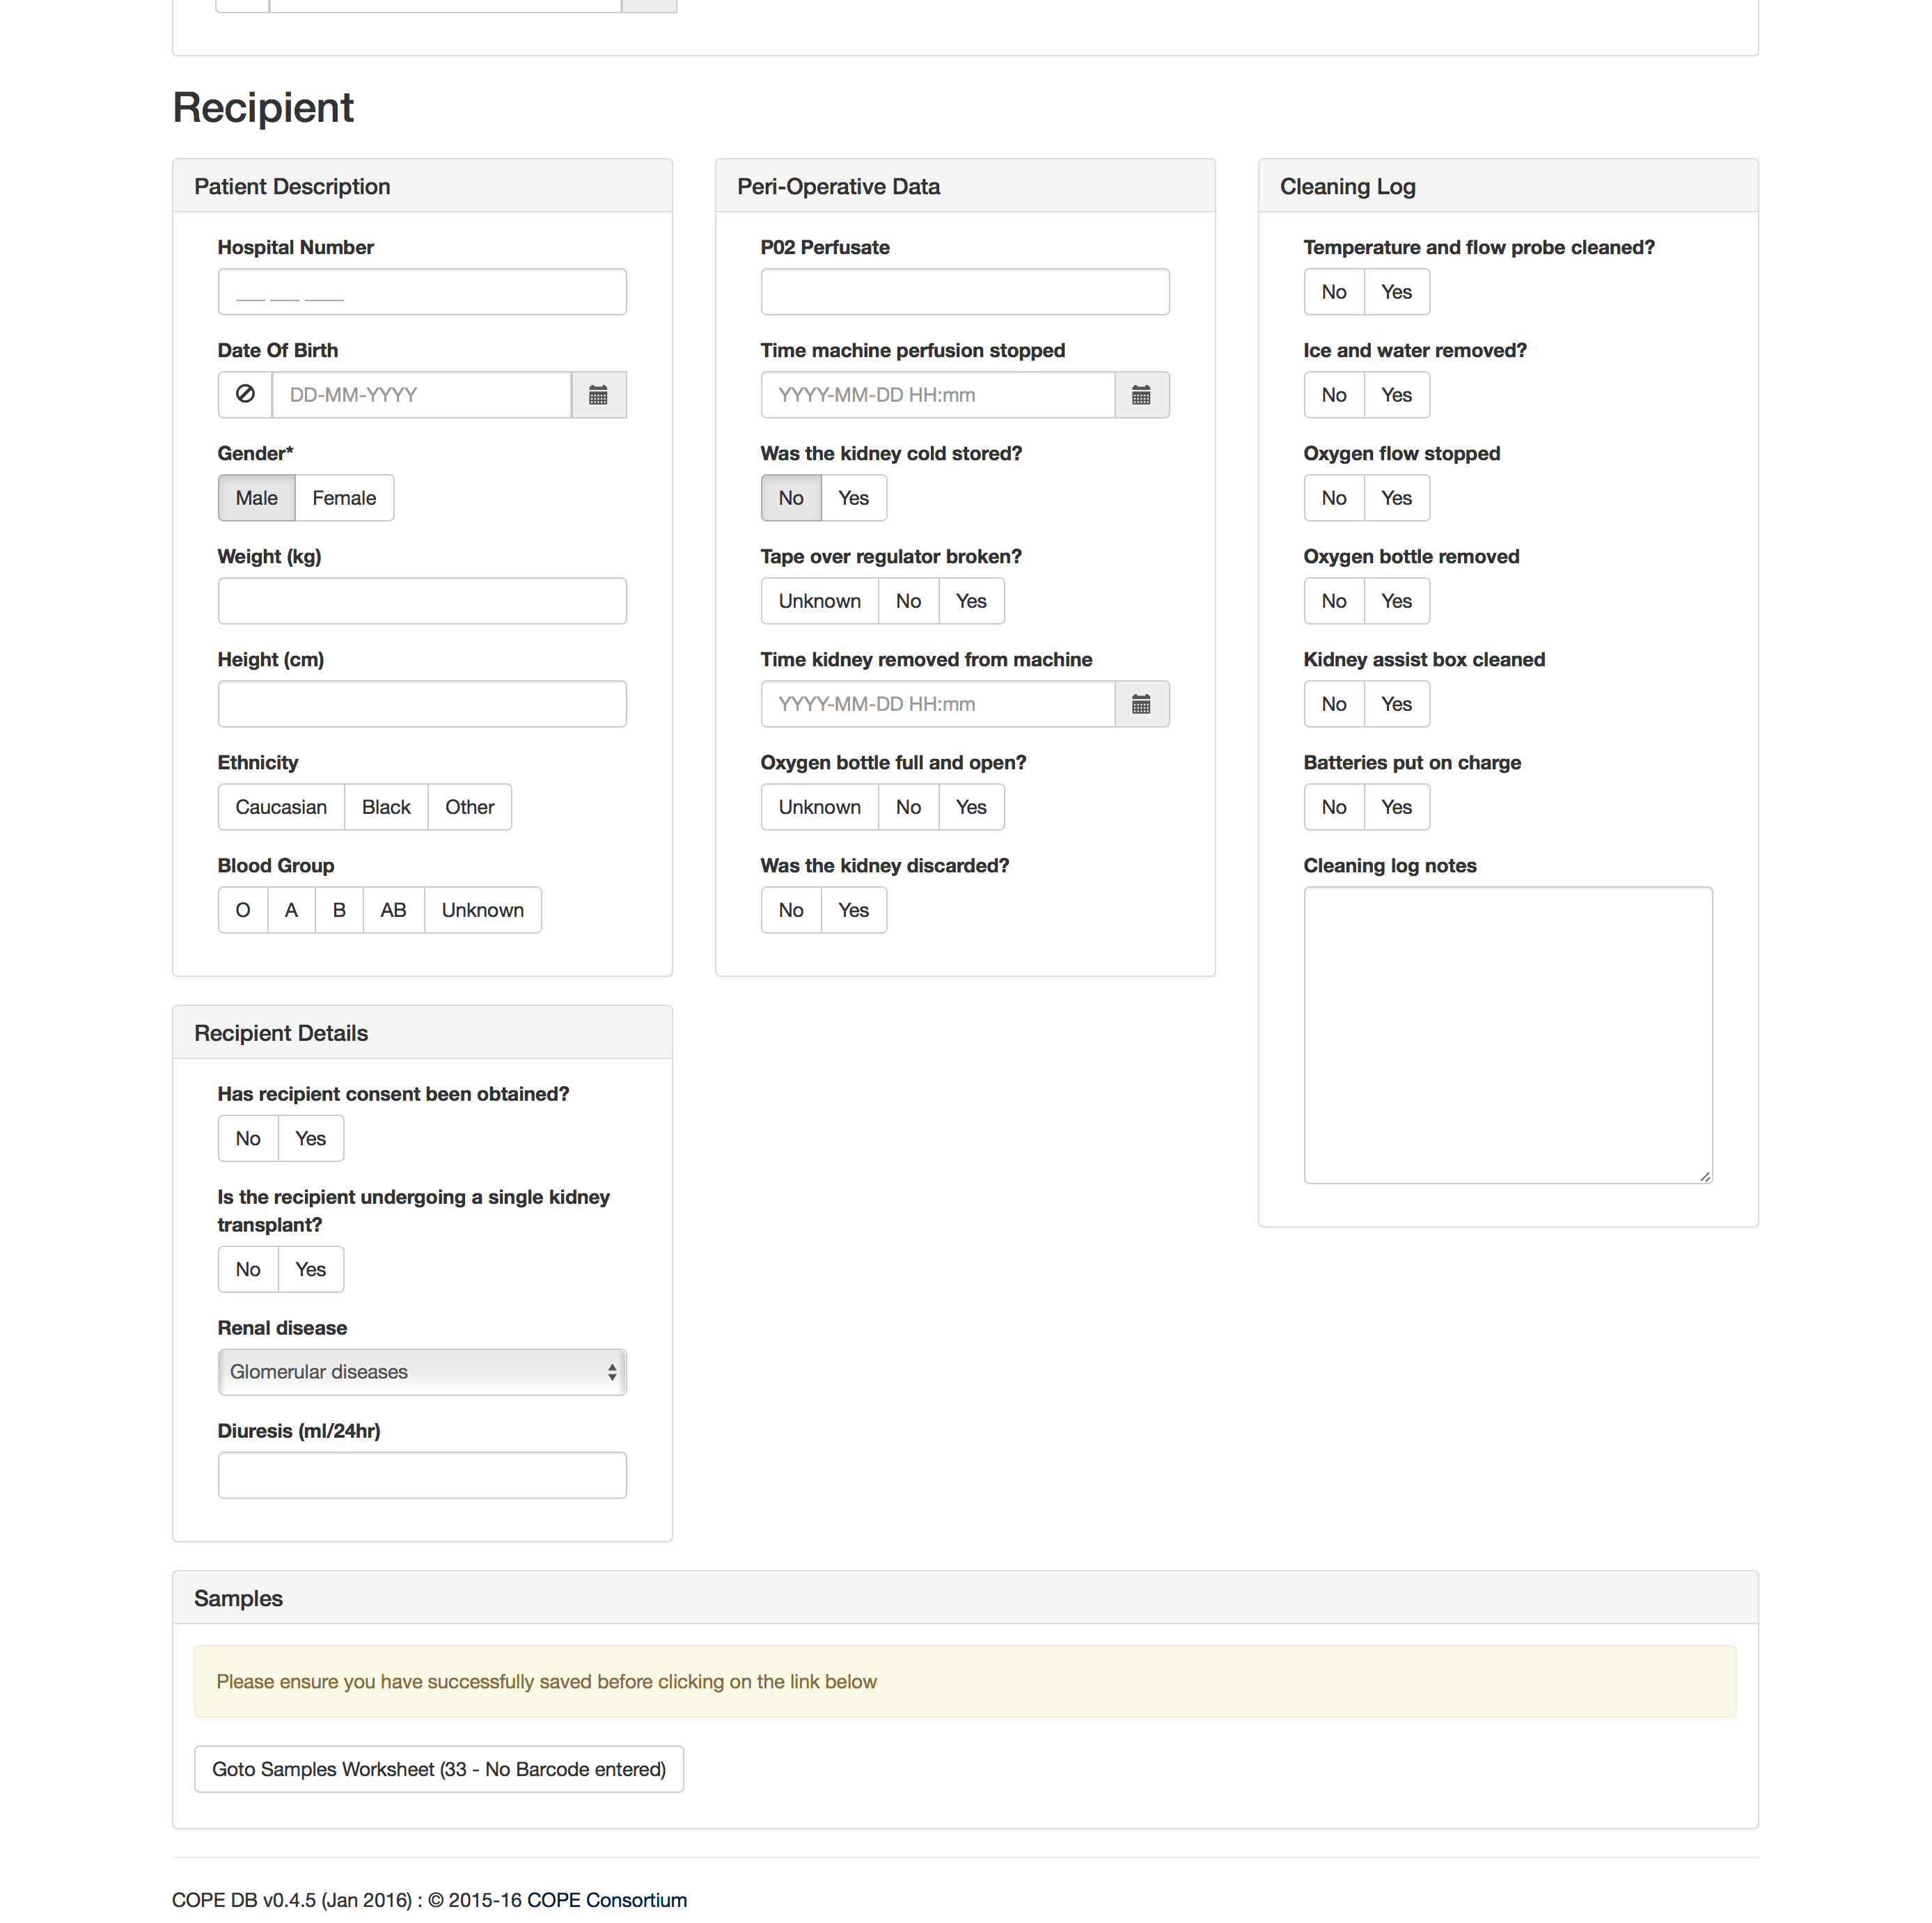 Recipient
Patient Description
Hospital Number
___ ___ ____
Date Of Birth
DD-MM-YYYY
Gender*
Male Female
Weight (kg)
Height (cm)
Ethnicity
Caucasian Black Other
Blood Group
O A B AB Unknown
Peri-Operative Data
P02 Perfusate
Time machine perfusion stopped
YYYY-MM-DD HH:mm
Was the kidney cold stored?
No Yes
Tape over regulator broken?
Unknown No Yes
Time kidney removed from machine
YYYY-MM-DD HH:mm
Oxygen bottle full and open?
Unknown No Yes
Was the kidney discarded?
No Yes
Cleaning Log
Temperature and flow probe cleaned?
No Yes
Ice and water removed?
No Yes
Oxygen flow stopped
No Yes
Oxygen bottle removed
No Yes
Kidney assist box cleaned
No Yes
Batteries put on charge
No Yes
Cleaning log notes
Recipient Details
Has recipient consent been obtained?
No Yes
Is the recipient undergoing a single kidney
transplant?
No Yes
Renal disease
Glomerular diseases
Diuresis (ml/24hr)
Samples
Please ensure you have successfully saved before clicking on the link below
Goto Samples Worksheet (33 - No Barcode entered)
COPE DB v0.4.5 (Jan 2016) : © 2015-16 COPE Consortium